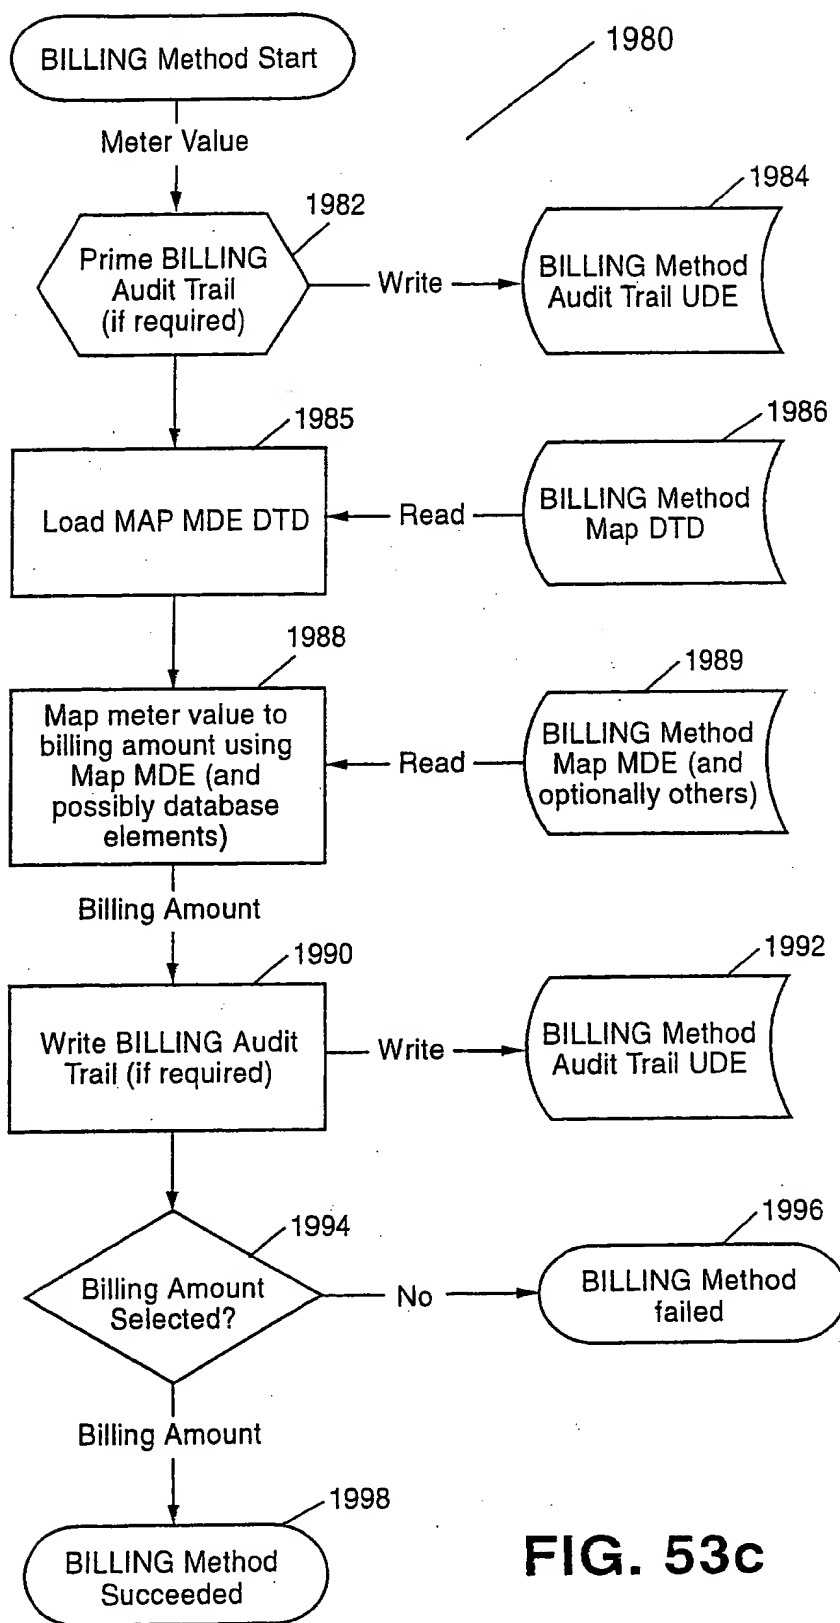 BILLING Method Start
1980
Meter Value
1982
Prime BILLING
Audit Trail
(if required)
Write
1984
BILLING Method
Audit Trail UDE
1985
Load MAP MDE DTD
Read
1986
BILLING Method
Map DTD
1988
Map meter value to
billing amount using
Map MDE (and
possibly database
elements)
Read
1989
BILLING Method
Map MDE (and
optionally others)
Billing Amount
1990
Write BILLING Audit
Trail (if required)
Write
1992
BILLING Method
Audit Trail UDE
1994
Billing Amount
Selected?
No
1996
BILLING Method
failed
Billing Amount
1998
BILLING Method
Succeeded
FIG. 53c